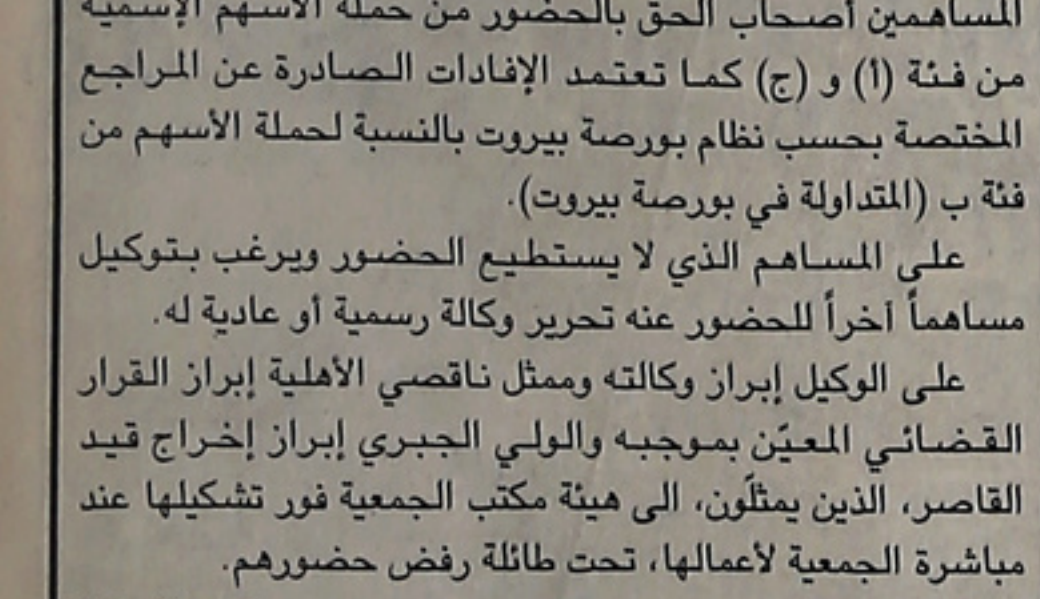 المساهمين أصحاب الحق بالحضور من حملة الأسهم الإسمية
من فئة (أ) و (ج) كما تعتمد الإفادات الصادرة عن المراجع
المختصة بحسب نظام بورصة بيروت بالنسبة لحملة الأسهم من
فئة ب (المتداولة في بورصة بيروت).
على المساهم الذي لا يستطيع الحضور ويرغب بتوكيل
مساهماً أخراً للحضور عنه تحرير وكالة رسمية أو عادية له.
على الوكيل إبراز وكالته وممثل ناقصي الأهلية إبراز القرار
القضائي المعيّن بموجبه والولي الجبري إبراز إخراج قيد
القاصر، الذين يمثلّون، الى هيئة مكتب الجمعية فور تشكيلها عند
مباشرة الجمعية لأعمالها، تحت طائلة رفض حضورهم.